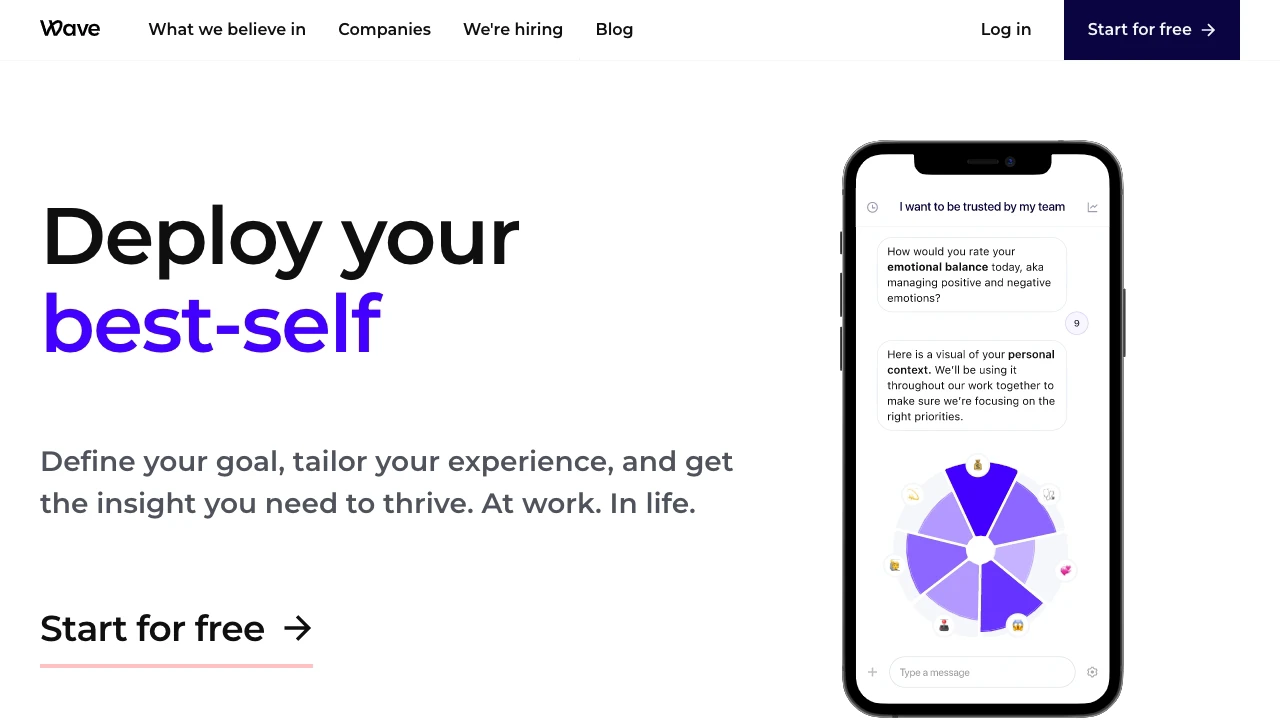 Wave
What we believe in
Companies
We're hiring
Blog
Log in
Start for free →
Deploy your
best-self
Define your goal, tailor your experience, and get
the insight you need to thrive. At work. In life.
Start for free →
I want to be trusted by my team
How would you rate your
emotional balance today, aka
managing positive and negative
emotions?
9
Here is a visual of your personal
context. We'll be using it
throughout our work together to
make sure we're focusing on the
right priorities.
Type a message